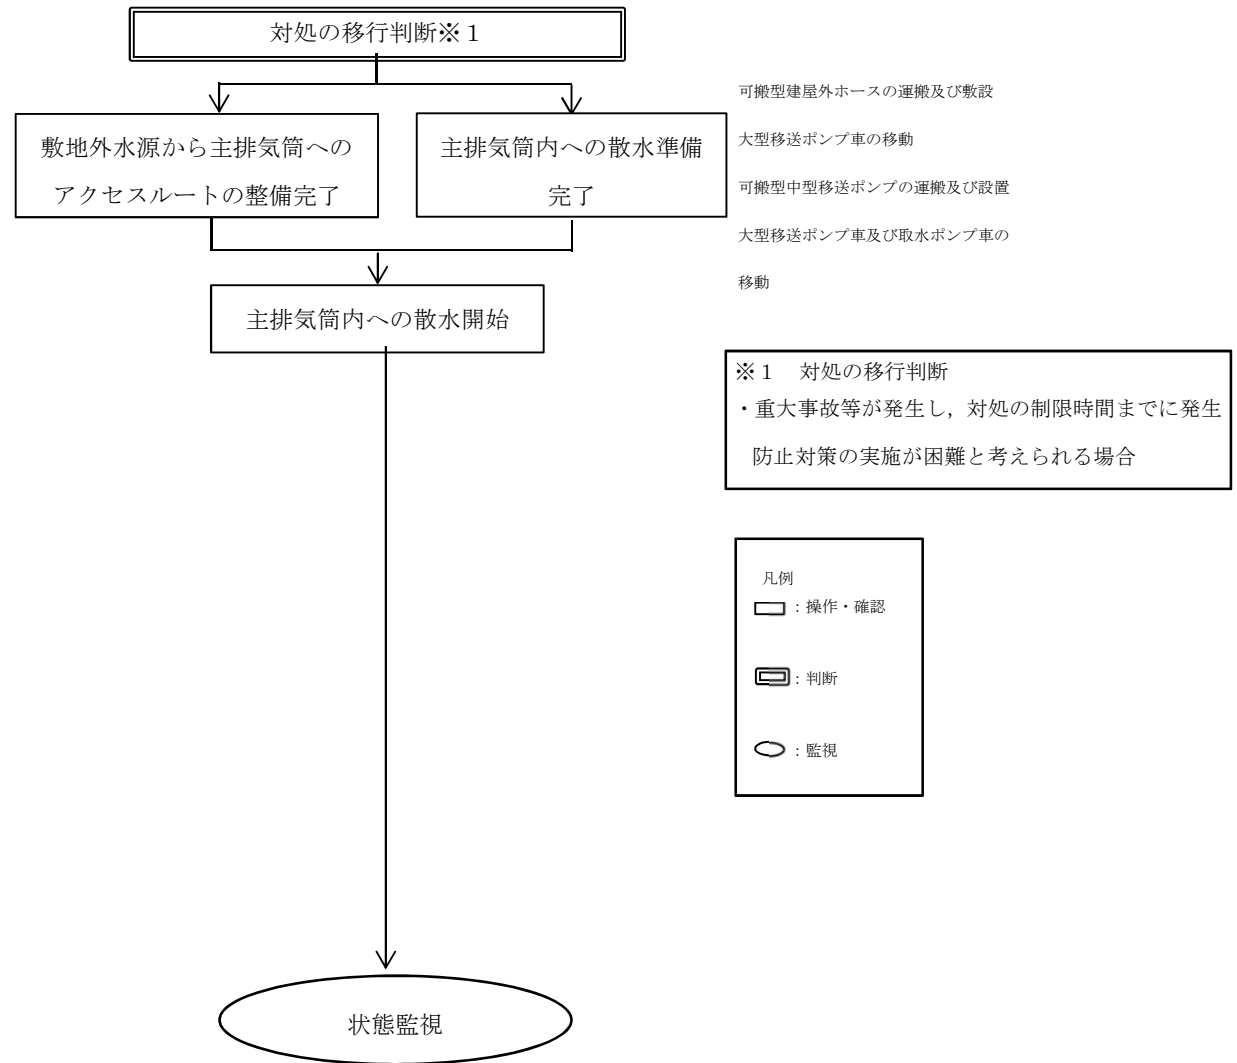 対処の移行判断※１
敷地外水源から主排気筒への
アクセスルートの整備完了
主排気筒内への散水準備
完了
可搬型建屋外ホースの運搬及び敷設
大型移送ポンプ車の移動
可搬型中型移送ポンプの運搬及び設置
大型移送ポンプ車及び取水ポンプ車の
移動
主排気筒内への散水開始
※１　対処の移行判断
・重大事故等が発生し，対処の制限時間までに発生
防止対策の実施が困難と考えられる場合
凡例
：操作・確認
：判断
：監視
状態監視